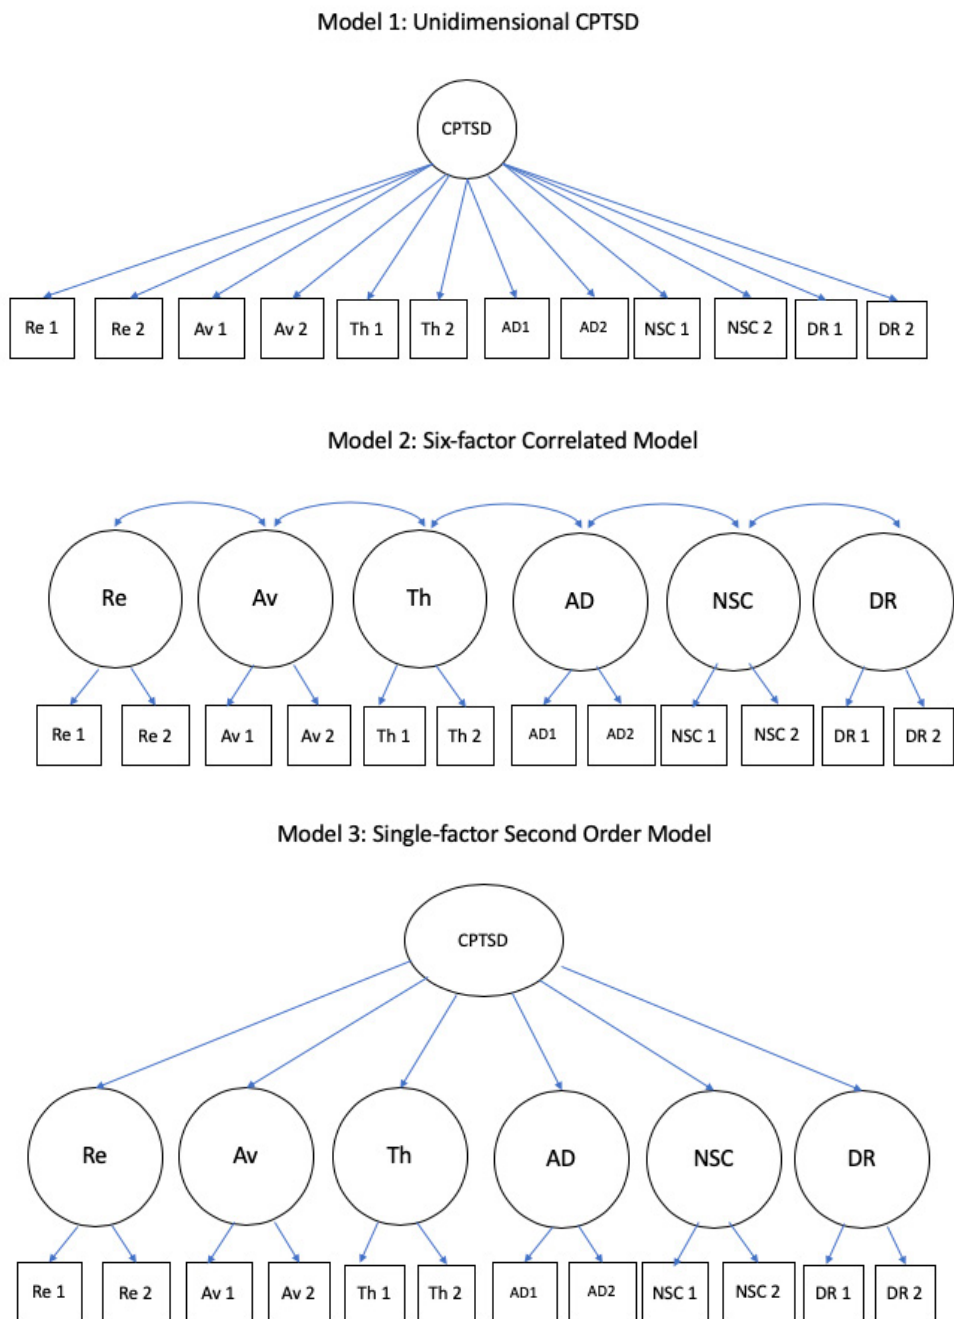 Model 1: Unidimensional CPTSD
CPTSD
Re 1 Re 2 Av 1 Av 2 Th 1 Th 2 AD1 AD2 NSC 1 NSC 2 DR 1 DR 2
Model 2: Six-factor Correlated Model
Re Av Th AD NSC DR
Re 1 Re 2 Av 1 Av 2 Th 1 Th 2 AD1 AD2 NSC 1 NSC 2 DR 1 DR 2
Model 3: Single-factor Second Order Model
CPTSD
Re Av Th AD NSC DR
Re 1 Re 2 Av 1 Av 2 Th 1 Th 2 AD1 AD2 NSC 1 NSC 2 DR 1 DR 2